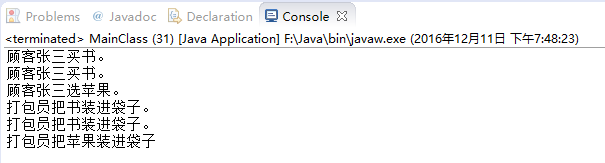 Problems @ Javadoc Declaration Console
<terminated> MainClass (31) [Java Application] F:\Java\bin\javaw.exe (2016年12月11日 下午7:48:23)
顾客张三买书。
顾客张三买书。
顾客张三选苹果。
打包员把书装进袋子。
打包员把书装进袋子。
打包员把苹果装进袋子